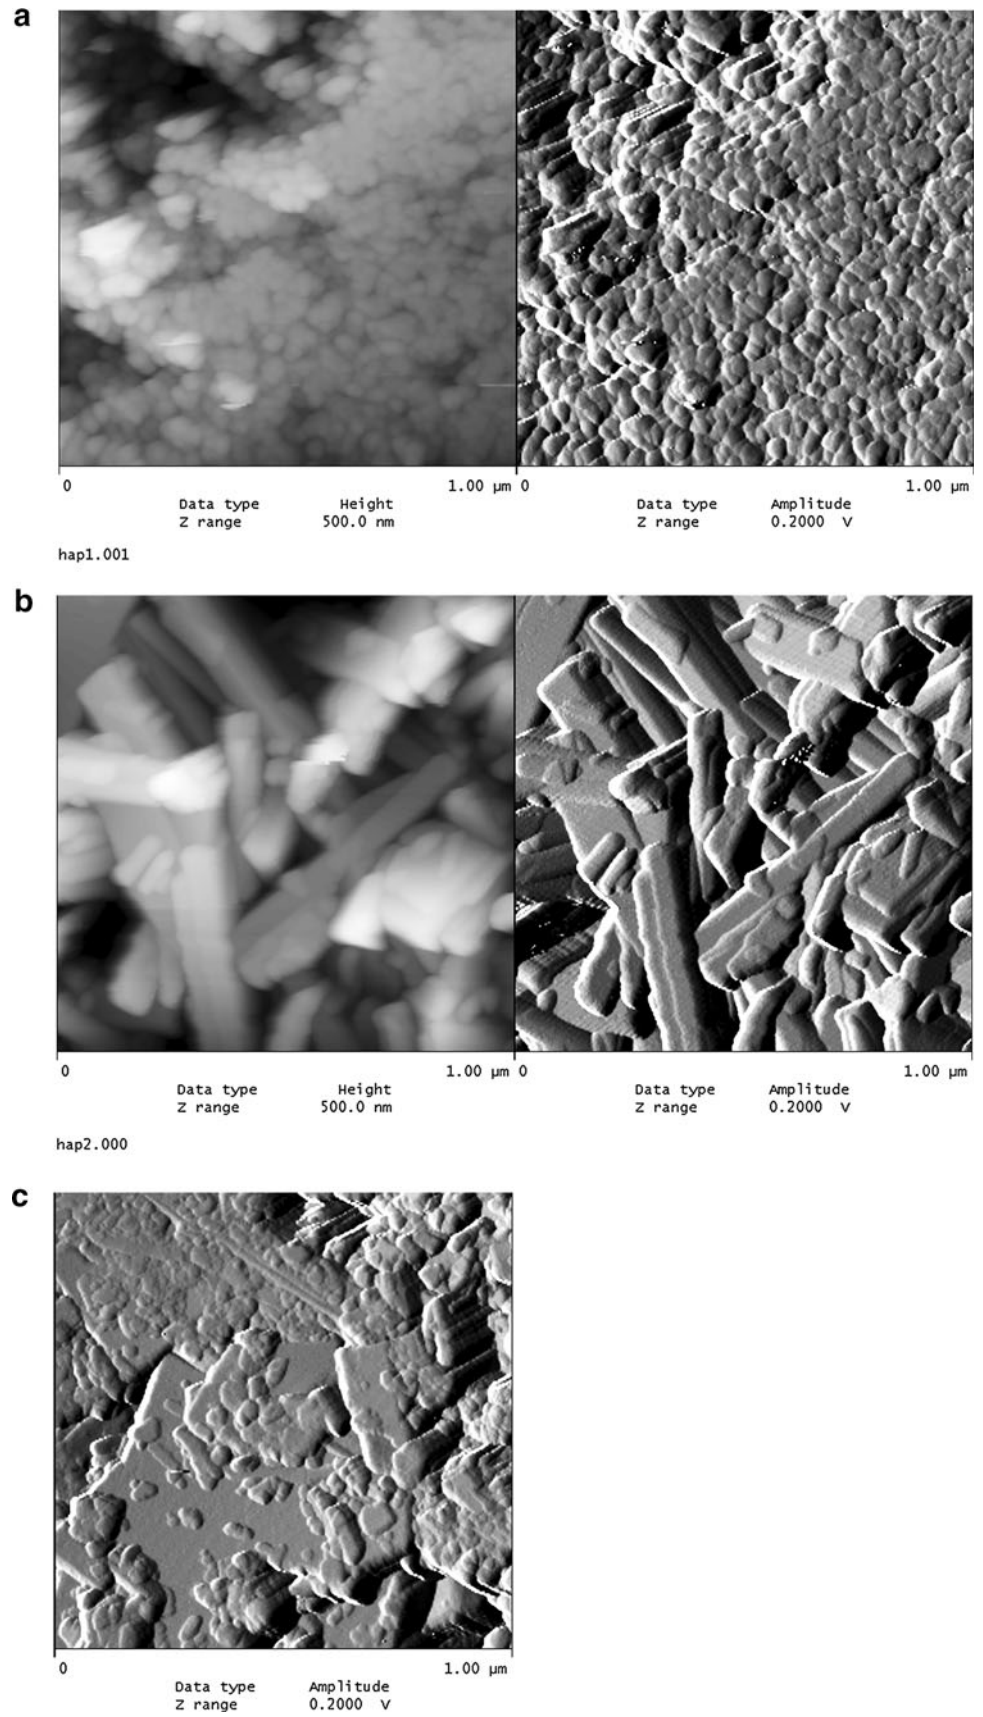 a
0 1.00 μm 0 1.00 μm
Data type Height Data type Amplitude
Z range 500.0 nm Z range 0.2000 V
hap1.001
b
0 1.00 μm 0 1.00 μm
Data type Height Data type Amplitude
Z range 500.0 nm Z range 0.2000 V
hap2.000
c
0 1.00 μm
Data type Amplitude
Z range 0.2000 V